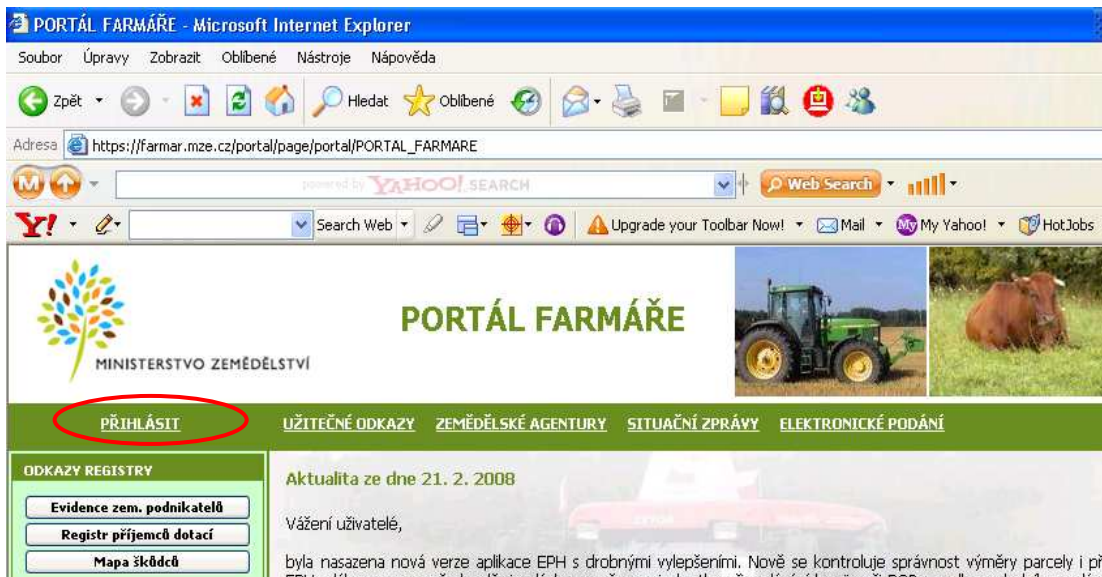 PORTÁL FARMÁŘE - Microsoft Internet Explorer
Soubor Úpravy Zobrazit Oblíbené Nástroje Nápověda
Zpět Hledat Oblíbené
Adresa https://farmar.mze.cz/portal/page/portal/PORTAL_FARMARE
M powered by YAHOO! SEARCH Web Search
Y! Search Web Upgrade your Toolbar Now! Mail My My Yahoo! HotJobs
PORTÁL FARMÁŘE
MINISTERSTVO ZEMĚDĚLSTVÍ
PŘIHLÁSIT UŽITEČNÉ ODKAZY ZEMĚDĚLSKÉ AGENTURY SITUAČNÍ ZPRÁVY ELEKTRONICKÉ PODÁNÍ
ODKAZY REGISTRY
Evidence zem. podnikatelů
Registr příjemců dotací
Mapa škůdců
Aktualita ze dne 21. 2. 2008
Vážení uživatelé,
byla nasazena nová verze aplikace EPH s drobnými vylepšeními. Nově se kontroluje správnost výměry parcely i